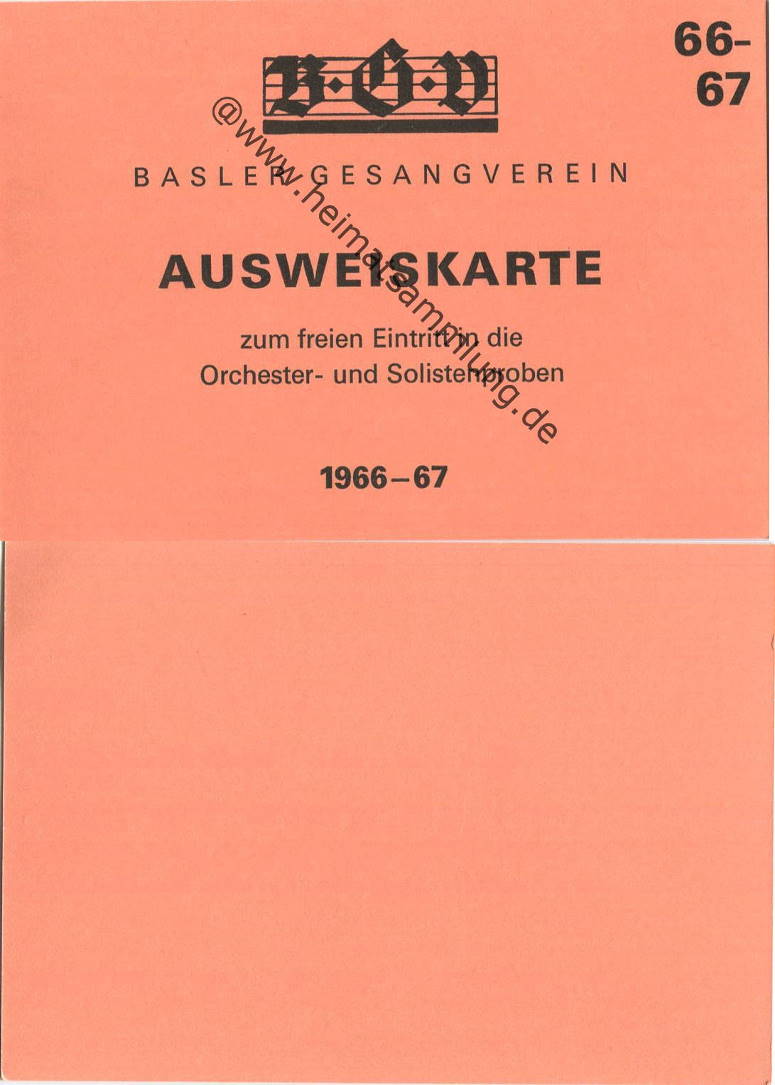 66–
67
B·G·V
BASLER GESANGVEREIN
AUSWEISKARTE
zum freien Eintritt in die
Orchester- und Solistenproben
1966–67
@www.heimatsammlung.de